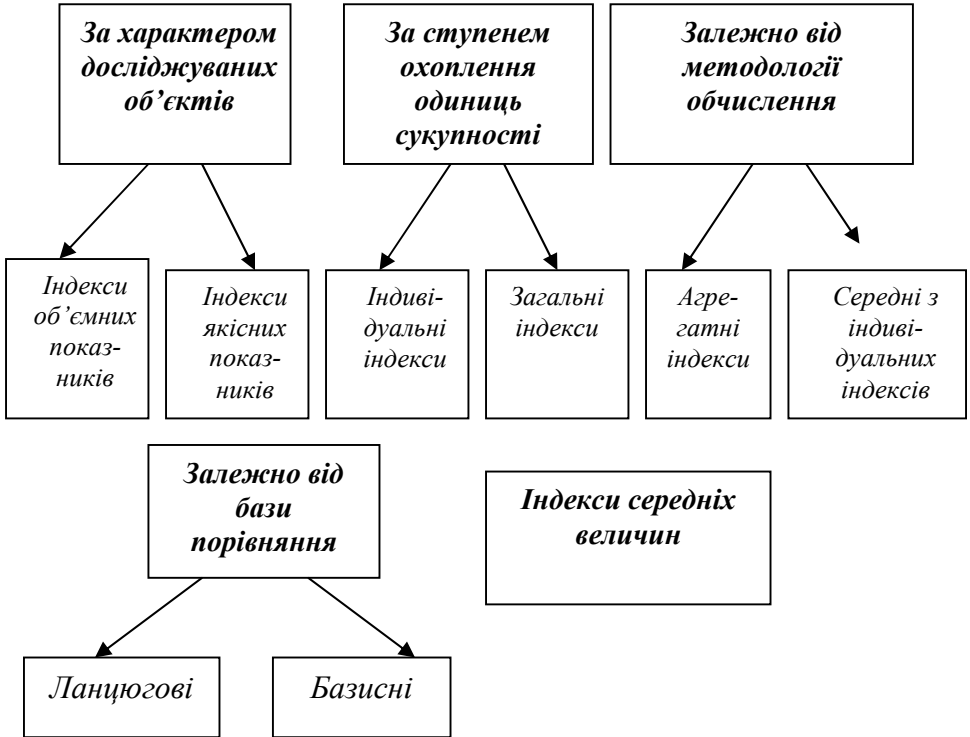 За характером
досліджуваних
об’єктів
За ступенем
охоплення
одиниць
сукупності
Залежно від
методології
обчислення
Індекси
об’ємних
показ-
ників
Індекси
якісних
показ-
ників
Індиві-
дуальні
індекси
Загальні
індекси
Агре-
гатні
індекси
Середні з
індиві-
дуальних
індексів
Залежно від
бази
порівняння
Індекси середніх
величин
Ланцюгові
Базисні